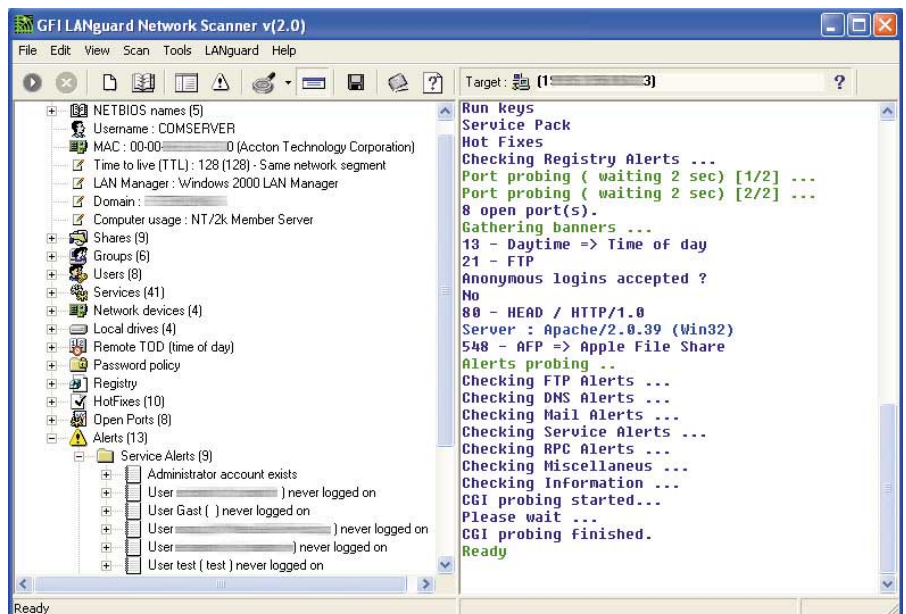 GFI LANguard Network Scanner v(2.0)
File Edit View Scan Tools LANguard Help
Target: (1 3) ?
NETBIOS names (5)
Username : COMSERVER
MAC : 00-00- 0 (Accton Technology Corporation)
Time to live (TTL) : 128 (128) - Same network segment
LAN Manager : Windows 2000 LAN Manager
Domain :
Computer usage : NT/2k Member Server
Shares (9)
Groups (6)
Users (8)
Services (41)
Network devices (4)
Local drives (4)
Remote TOD (time of day)
Password policy
Registry
HotFixes (10)
Open Ports (8)
Alerts (13)
Service Alerts (9)
Administrator account exists
User ) never logged on
User Gast ( ) never logged on
User ) never logged on
User ) never logged on
User test ( test ) never logged on
Run keys
Service Pack
Hot Fixes
Checking Registry Alerts ...
Port probing ( waiting 2 sec) [1/2] ...
Port probing ( waiting 2 sec) [2/2] ...
8 open port(s).
Gathering banners ...
13 - Daytime => Time of day
21 - FTP
Anonymous logins accepted ?
No
80 - HEAD / HTTP/1.0
Server : Apache/2.0.39 (Win32)
548 - AFP => Apple File Share
Alerts probing ..
Checking FTP Alerts ...
Checking DNS Alerts ...
Checking Mail Alerts ...
Checking Service Alerts ...
Checking RPC Alerts ...
Checking Miscellaneus ...
Checking Information ...
CGI probing started...
Please wait ...
CGI probing finished.
Ready
Ready